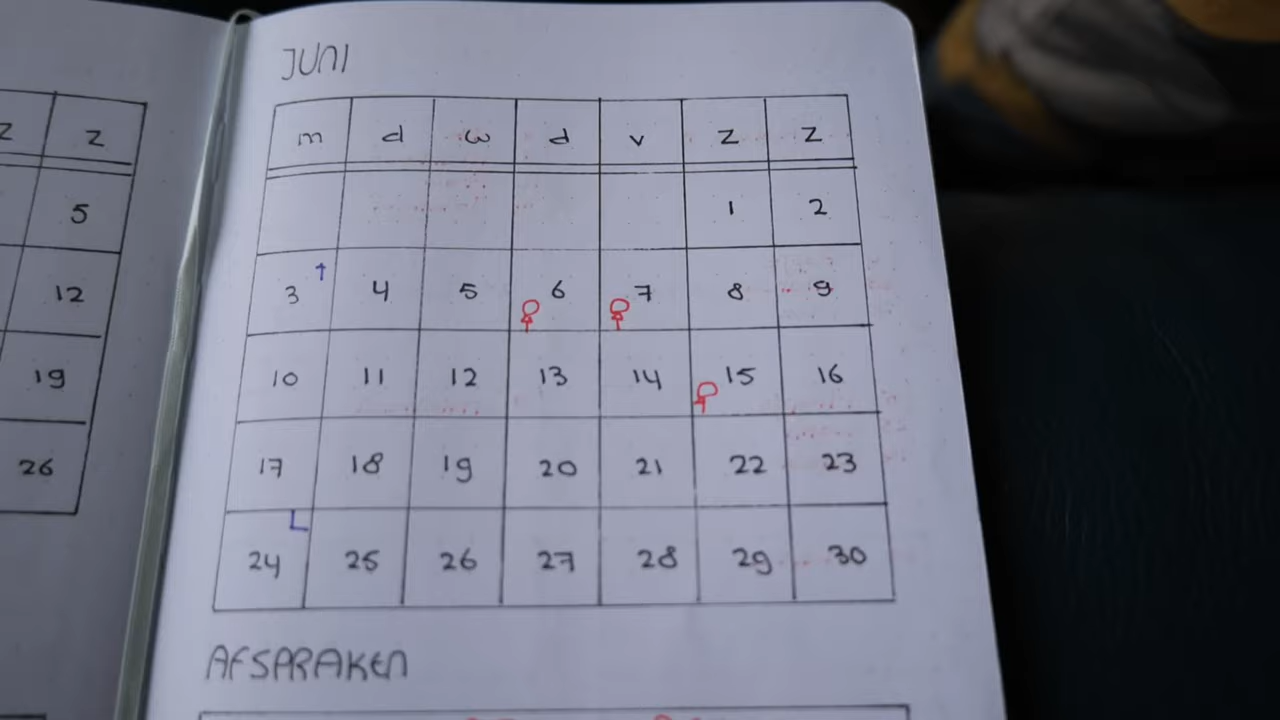 JUNI
z z
m d w d v z z
5
1 2
12
3 4 5 6 7 8 9
19
10 11 12 13 14 15 16
26
17 18 19 20 21 22 23
L
24 25 26 27 28 29 30
AFSPRAKEN